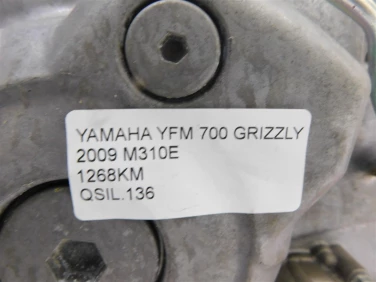 YAMAHA YFM 700 GRIZZLY
2009 M310E
1268KM
QSIL.136